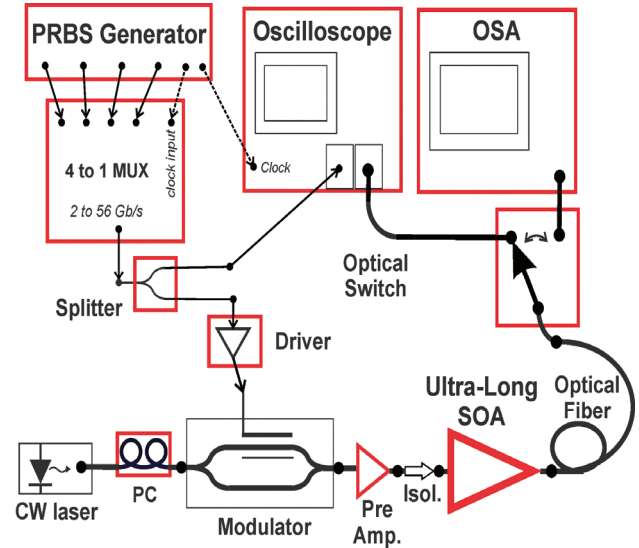 PRBS Generator
Oscilloscope
OSA
clock input
Clock
4 to 1 MUX
2 to 56 Gb/s
Optical
Switch
Splitter
Driver
Ultra-Long
SOA
Optical
Fiber
CW laser
PC
Modulator
Pre
Amp.
Isol.